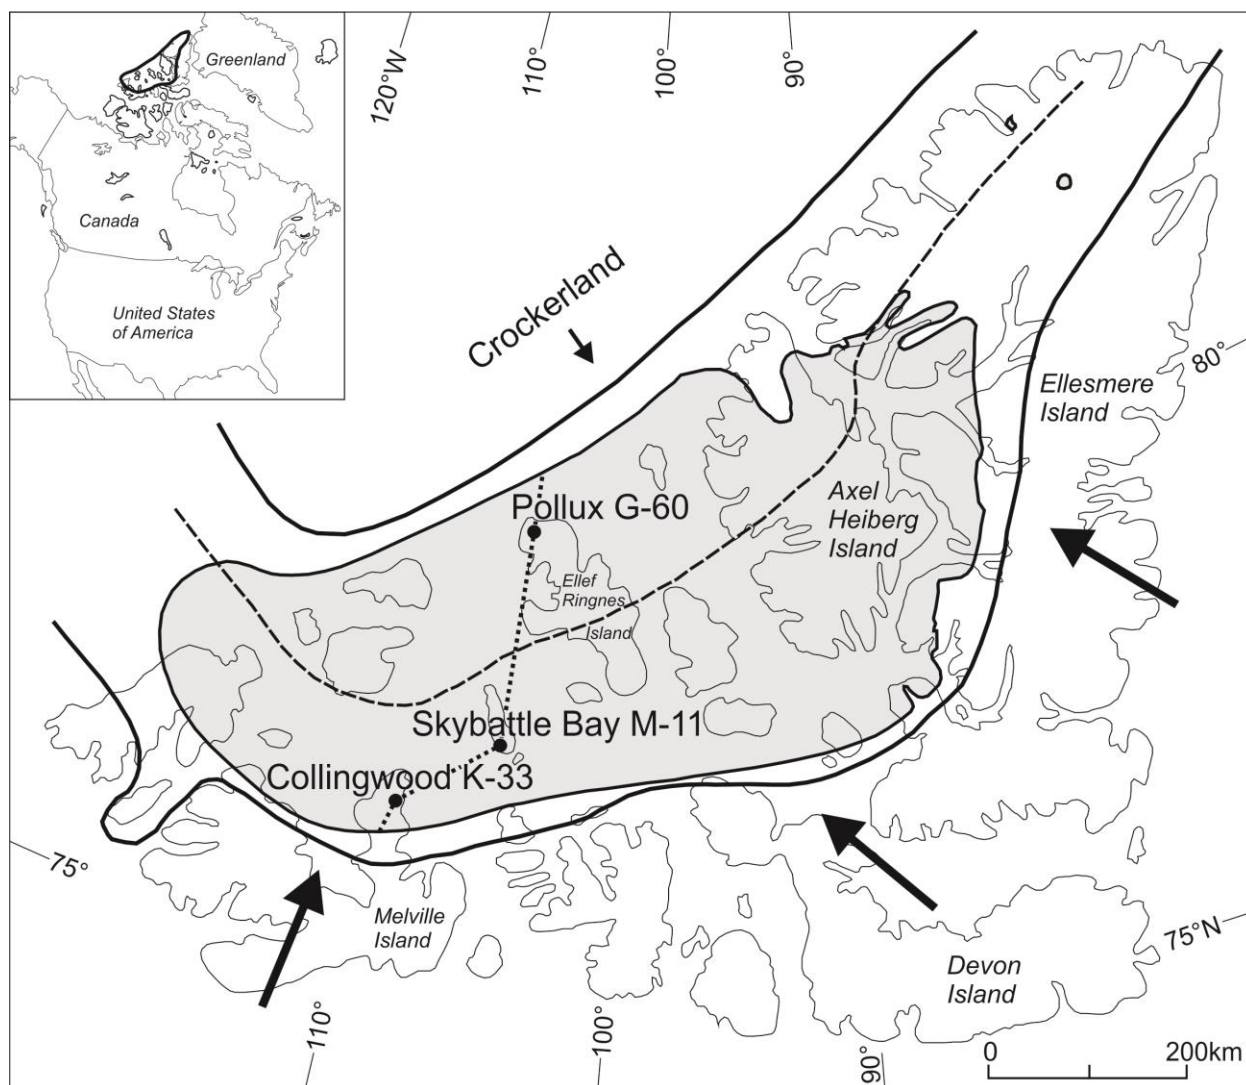 Greenland
Canada
United States
of America
120°W
110°
100°
90°
80°
Crockerland
Ellesmere
Island
Pollux G-60
Axel
Heiberg
Island
Ellef
Ringnes
Island
Skybattle Bay M-11
Collingwood K-33
75°
Melville
Island
75°N
Devon
Island
110°
100°
90°
0 200km